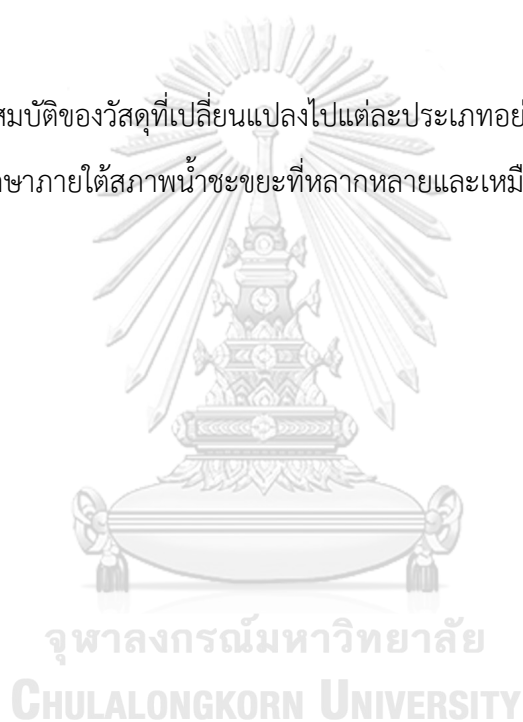 สมบัติของวัสดุที่เปลี่ยนแปลงไปแต่ละประเภทอย่
ษาภายใต้สภาพน้ำชะขยะที่หลากหลายและเหมื
จุฬาลงกรณ์มหาวิทยาลัย
CHULALONGKORN UNIVERSITY